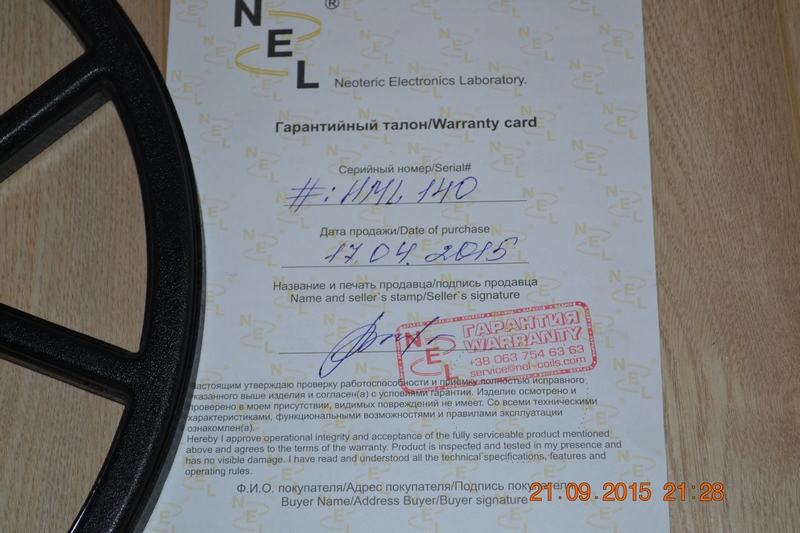 NEL ®
Neoteric Electronics Laboratory.
Гарантийный талон/Warranty card
Серийный номер/Serial#
#: HML 140
Дата продажи/Date of purchase
17.04.2015
Название и печать продавца/подпись продавца
Name and seller`s stamp/Seller`s signature
NEL
ГАРАНТИЯ
WARRANTY
+38 063 754 63 63
service@nel-coils.com
Настоящим утверждаю проверку работоспособности и приёмку полностью исправного
указанного выше изделия и согласен(а) с условиями гарантии. Изделие осмотрено и
проверено в моем присутствии, видимых повреждений не имеет. Со всеми техническими
характеристиками, функциональными возможностями и правилами эксплуатации
ознакомлен(а).
Hereby I approve operational integrity and acceptance of the fully serviceable product mentioned
above and agrees to the terms of the warranty. Product is inspected and tested in my presence and
has no visible damage. I have read and understood all the technical specifications, features and
operating rules.
Ф.И.О. покупателя/Адрес покупателя/Подпись покупателя
Buyer Name/Address Buyer/Buyer signature
21.09.2015 21:28